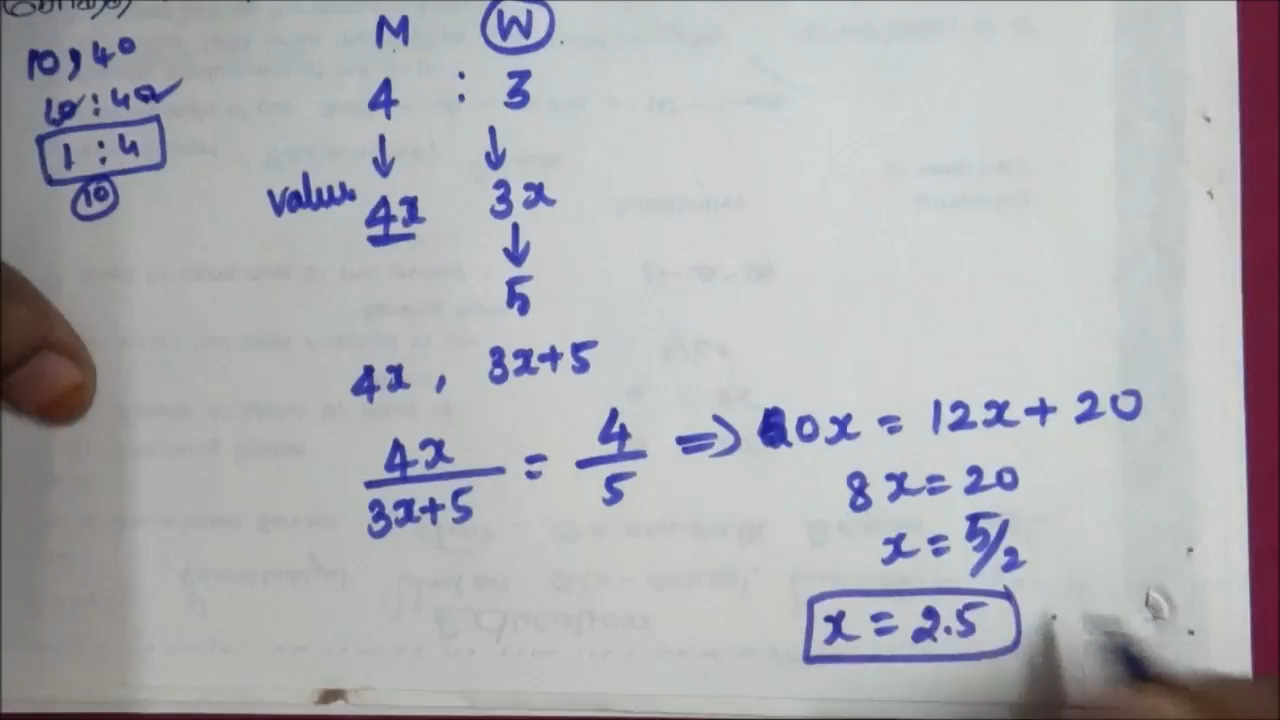 10, 40
10 : 40
1 : 4
10
M W
4 : 3
value 4x 3x
5
4x , 3x+5
4x/3x+5 = 4/5 ⇒ 20x = 12x + 20
8x = 20
x = 5/2
x = 2.5